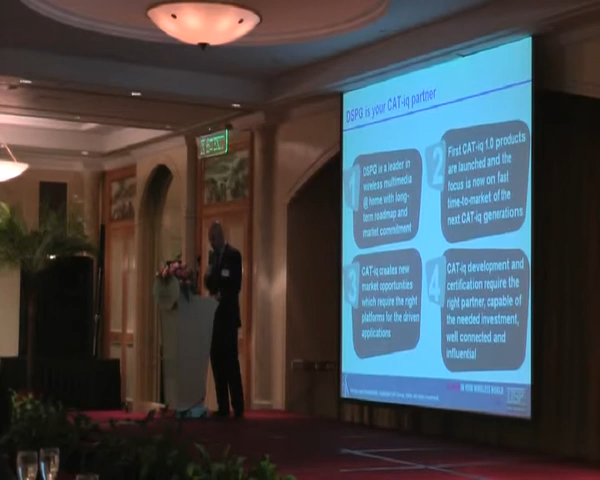 DSPG is your CAT-iq partner
1
DSPG is a leader in
wireless multimedia
@ home with long-
term roadmap and
market commitment
2
First CAT-iq 1.0 products
are launched and the
focus is now on fast
time-to-market of the
next CAT-iq generations
3
CAT-iq creates new
market opportunities
which require the right
platforms for the driven
applications
4
CAT-iq development and
certification require the
right partner, capable of
the needed investment,
well connected and
influential
IN YOUR WIRELESS WORLD